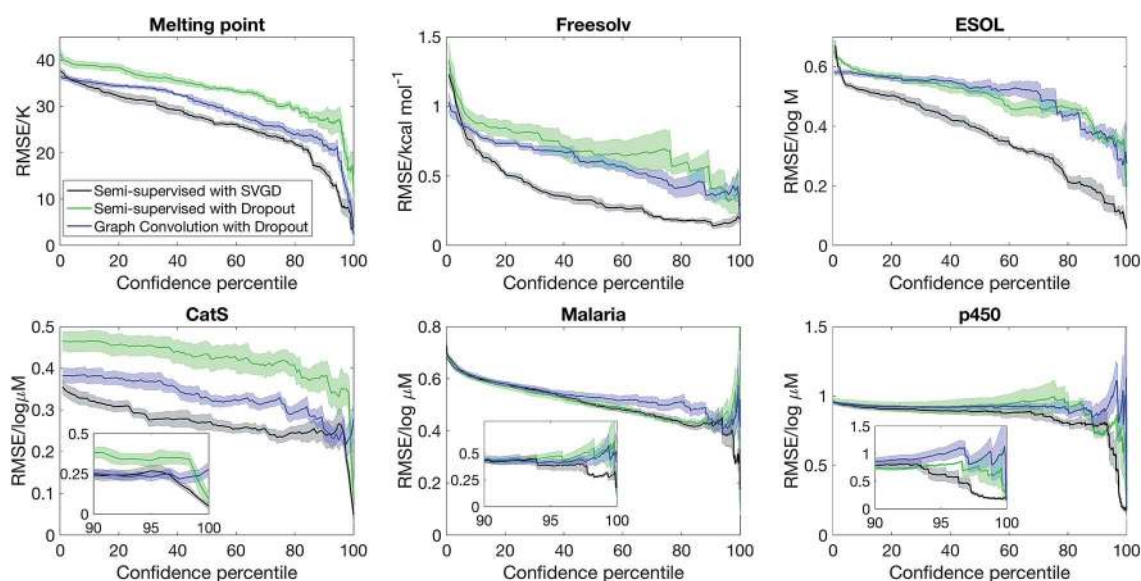 Melting point
RMSE/K
40
30
20
10
0
0 20 40 60 80 100
Confidence percentile
Semi-supervised with SVGD
Semi-supervised with Dropout
Graph Convolution with Dropout
Freesolv
RMSE/kcal mol⁻¹
1.5
1
0.5
0
0 20 40 60 80 100
Confidence percentile
ESOL
RMSE/log M
0.6
0.4
0.2
0
0 20 40 60 80 100
Confidence percentile
CatS
RMSE/logμM
0.5
0.4
0.3
0.2
0.1
0
0 20 40 60 80 100
Confidence percentile
0.5
0.25
0
90 95 100
Malaria
RMSE/log μM
0.8
0.6
0.4
0.2
0
0 20 40 60 80 100
Confidence percentile
0.5
0.25
0
90 95 100
p450
RMSE/log μM
1.5
1
0.5
0
0 20 40 60 80 100
Confidence percentile
1.5
1
0.5
0
90 95 100